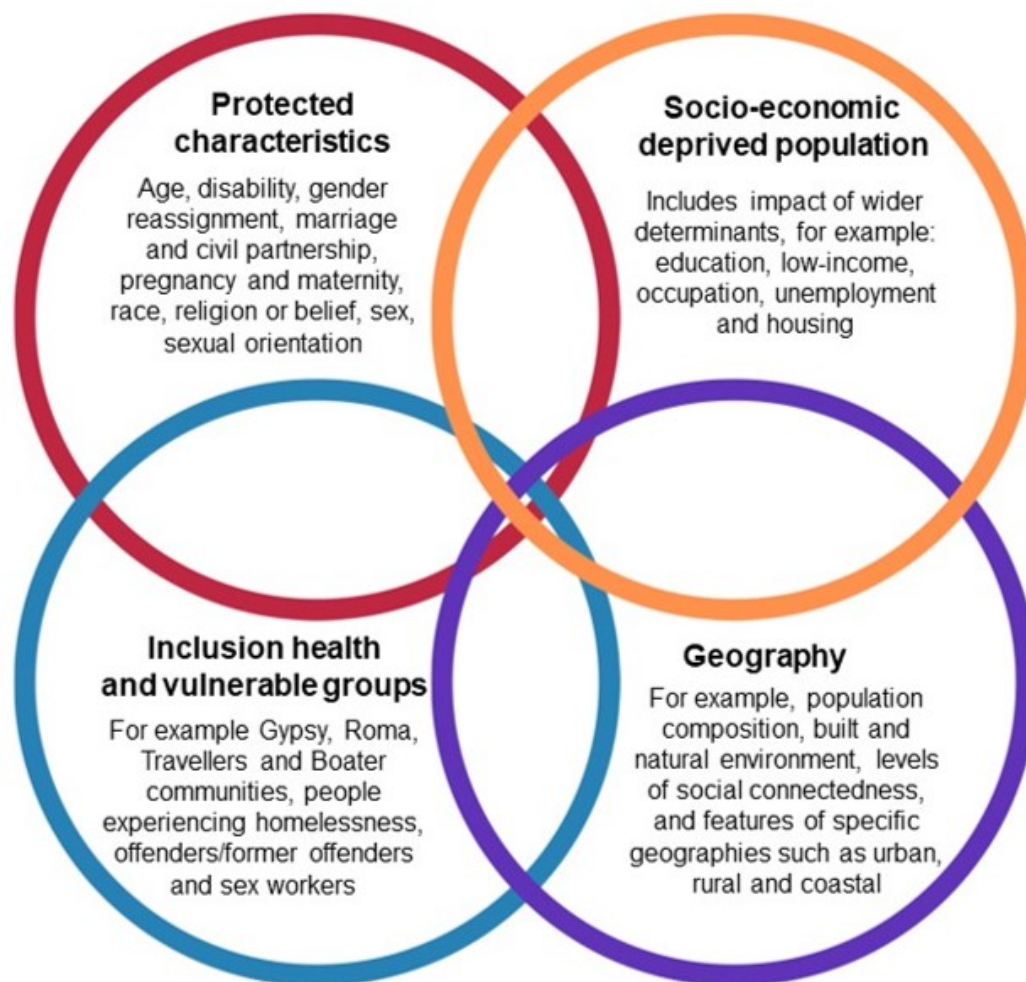 Protected
characteristics
Age, disability, gender
reassignment, marriage
and civil partnership,
pregnancy and maternity,
race, religion or belief, sex,
sexual orientation
Socio-economic
deprived population
Includes impact of wider
determinants, for example:
education, low-income,
occupation, unemployment
and housing
Inclusion health
and vulnerable groups
For example Gypsy, Roma,
Travellers and Boater
communities, people
experiencing homelessness,
offenders/former offenders
and sex workers
Geography
For example, population
composition, built and
natural environment, levels
of social connectedness,
and features of specific
geographies such as urban,
rural and coastal